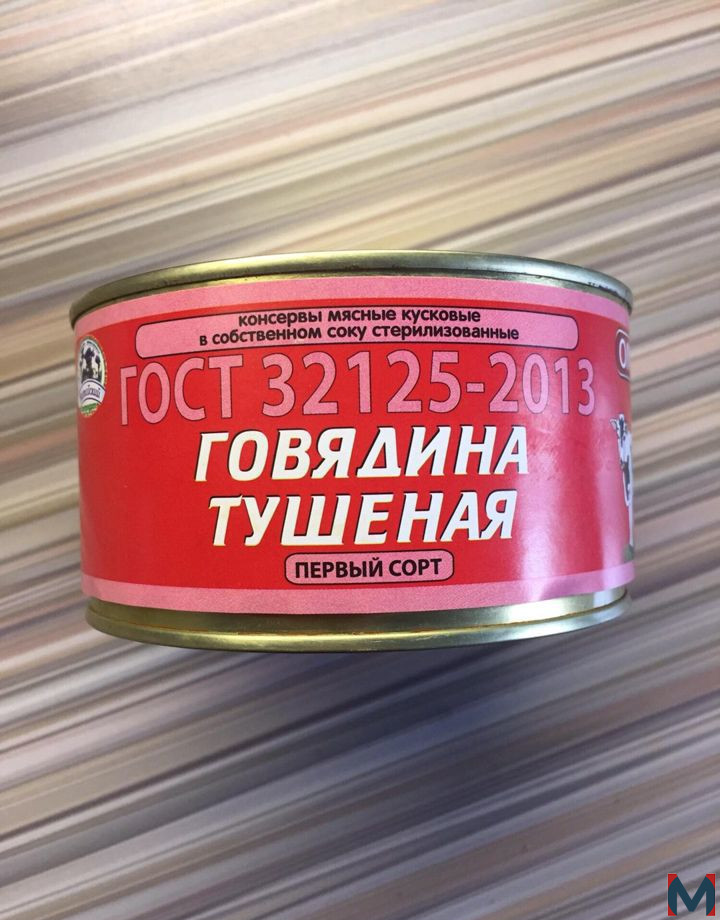 консервы мясные кусковые
в собственном соку стерилизованные
ГОСТ 32125-2013
ГОВЯДИНА
ТУШЕНАЯ
ПЕРВЫЙ СОРТ
М